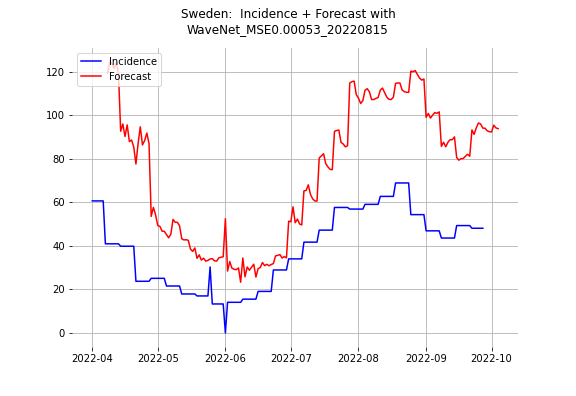 Sweden:  Incidence + Forecast with
WaveNet_MSE0.00053_20220815
Incidence
Forecast
120
100
80
60
40
20
0
2022-04 2022-05 2022-06 2022-07 2022-08 2022-09 2022-10